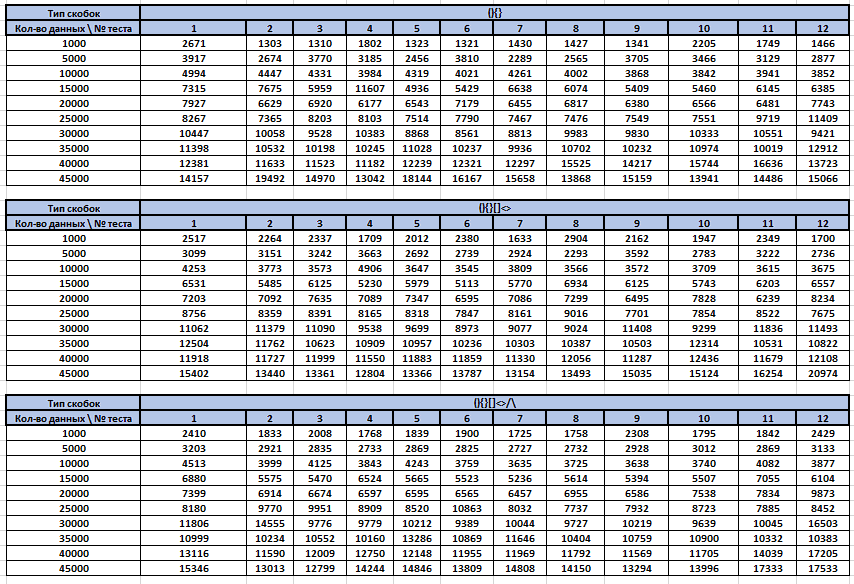 Тип скобок (){}
Кол-во данных \ № теста 1 2 3 4 5 6 7 8 9 10 11 12
1000 2671 1303 1310 1802 1323 1321 1430 1427 1341 2205 1749 1466
5000 3917 2674 3770 3185 2456 3810 2289 2565 3705 3466 3129 2877
10000 4994 4447 4331 3984 4319 4021 4261 4002 3868 3842 3941 3852
15000 7315 7675 5959 11607 4936 5429 6638 6074 5409 5460 6145 6385
20000 7927 6629 6920 6177 6543 7179 6455 6817 6380 6566 6481 7743
25000 8267 7365 8203 8103 7514 7790 7467 7476 7549 7551 9719 11409
30000 10447 10058 9528 10383 8868 8561 8813 9983 9830 10333 10551 9421
35000 11398 10532 10198 10245 11028 10237 9936 10702 10232 10974 10019 12912
40000 12381 11633 11523 11182 12239 12321 12297 15525 14217 15744 16636 13723
45000 14157 19492 14970 13042 18144 16167 15658 13868 15159 13941 14486 15066
Тип скобок (){}[]<>
Кол-во данных \ № теста 1 2 3 4 5 6 7 8 9 10 11 12
1000 2517 2264 2337 1709 2012 2380 1633 2904 2162 1947 2349 1700
5000 3099 3151 3242 3663 2692 2739 2924 2293 3592 2783 3222 2736
10000 4253 3773 3573 4906 3647 3545 3809 3566 3572 3709 3615 3675
15000 6531 5485 6125 5230 5979 5113 5770 6934 6125 5743 6203 6557
20000 7203 7092 7635 7089 7347 6595 7086 7299 6495 7828 6239 8234
25000 8756 8359 8391 8165 8318 7847 8161 9016 7701 7854 8522 7675
30000 11062 11379 11090 9538 9699 8973 9077 9024 11408 9299 11836 11493
35000 12504 11762 10623 10909 10957 10236 10303 10387 10503 12314 10531 10822
40000 11918 11727 11999 11550 11883 11859 11330 12056 11287 12436 11679 12108
45000 15402 13440 13361 12804 13366 13787 13154 13493 15035 15124 16254 20974
Тип скобок (){}[]<>/\
Кол-во данных \ № теста 1 2 3 4 5 6 7 8 9 10 11 12
1000 2410 1833 2008 1768 1839 1900 1725 1758 2308 1795 1842 2429
5000 3203 2921 2835 2733 2869 2825 2727 2732 2928 3012 2869 3133
10000 4513 3999 4125 3843 4243 3759 3635 3725 3638 3740 4082 3877
15000 6880 5575 5470 6524 5665 5523 5236 5614 5394 5507 7055 6104
20000 7399 6914 6674 6597 6595 6565 6457 6955 6586 7538 7834 9873
25000 8180 9770 9951 8909 8520 10863 8032 7737 7932 8723 7885 8452
30000 11806 14555 9776 9779 10212 9389 10044 9727 10219 9639 10045 16503
35000 10999 10234 10552 10160 13286 10869 11646 10404 10759 10900 10332 10383
40000 13116 11590 12009 12750 12148 11955 11969 11792 11569 11705 14039 17205
45000 15346 13013 12799 14244 14846 13809 14808 14150 13294 13996 17333 17533